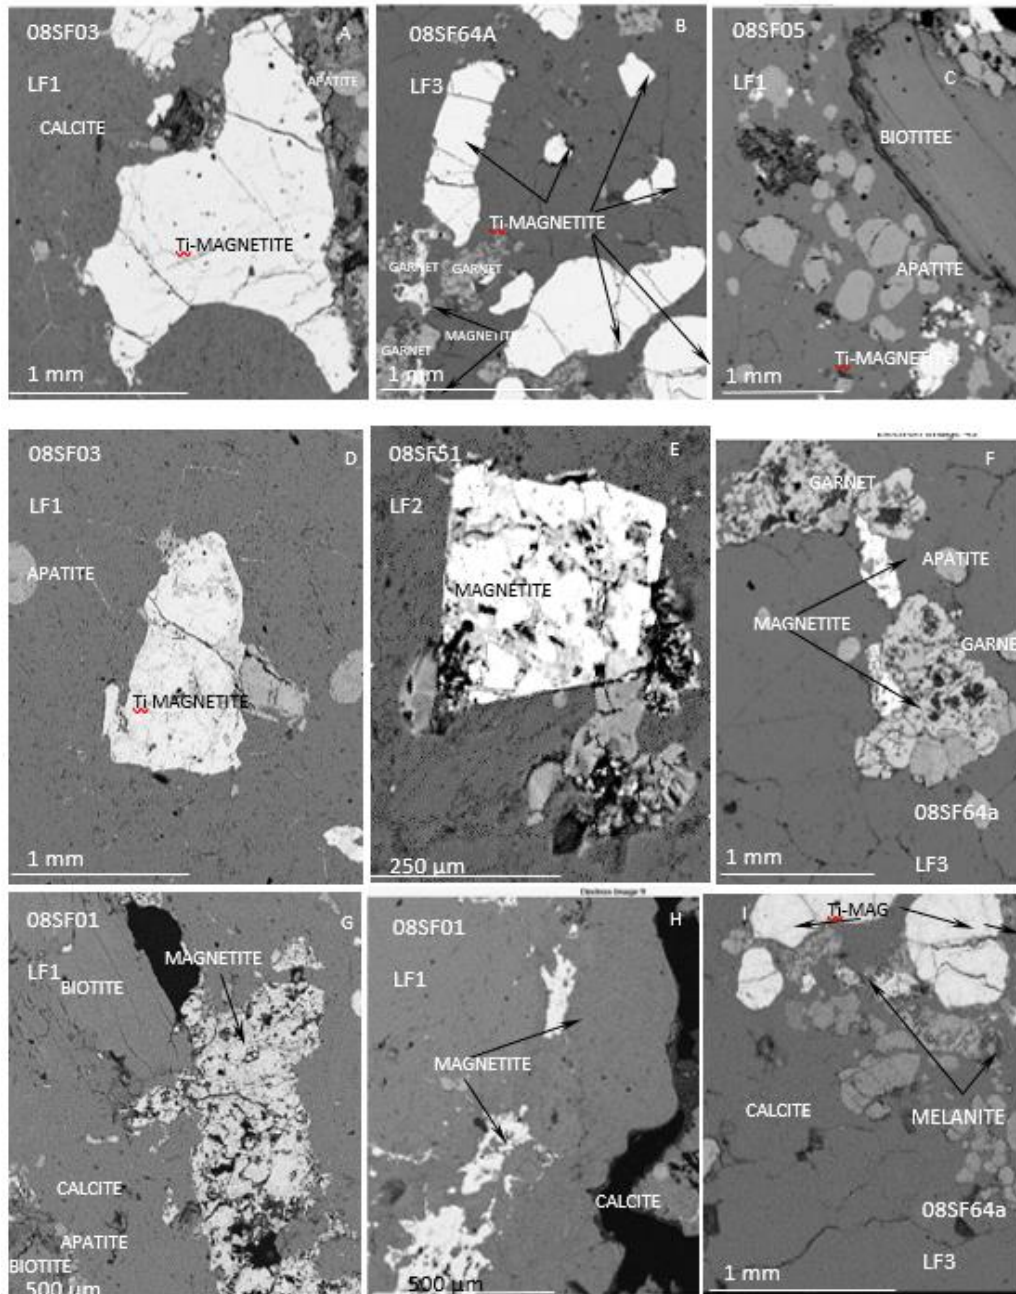 08SF03
A
LF1
APATITE
CALCITE
Ti-MAGNETITE
1 mm
08SF64A
B
LF3
Ti-MAGNETITE
GARNET
GARNET
MAGNETITE
GARNET
1 mm
08SF05
LF1
C
BIOTITEE
APATITE
Ti-MAGNETITE
1 mm
08SF03
D
LF1
APATITE
Ti MAGNETITE
1 mm
08SF51
E
LF2
MAGNETITE
250 µm
F
GARNET
APATITE
MAGNETITE
GARNE
08SF64a
1 mm
LF3
08SF01
G
MAGNETITE
LF1
BIOTITE
CALCITE
APATITE
BIOTITE
500 µm
Electron Image 9
08SF01
H
LF1
MAGNETITE
CALCITE
500 µm
I
Ti-MAG
CALCITE
MELANITE
08SF64a
LF3
1 mm